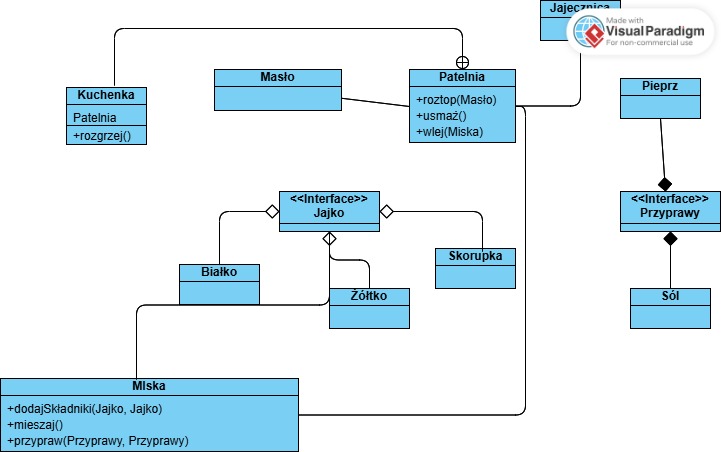 Jajecznica
Made with
Visual Paradigm
For non-commercial use
Masło
Patelnia
+roztop(Masło)
+usmaż()
+wlej(Miska)
Kuchenka
Patelnia
+rozgrzej()
Pieprz
<<Interface>>
Jajko
<<Interface>>
Przyprawy
Białko
Skorupka
Żółtko
Sól
Miska
+dodajSkładniki(Jajko, Jajko)
+mieszaj()
+przypraw(Przyprawy, Przyprawy)